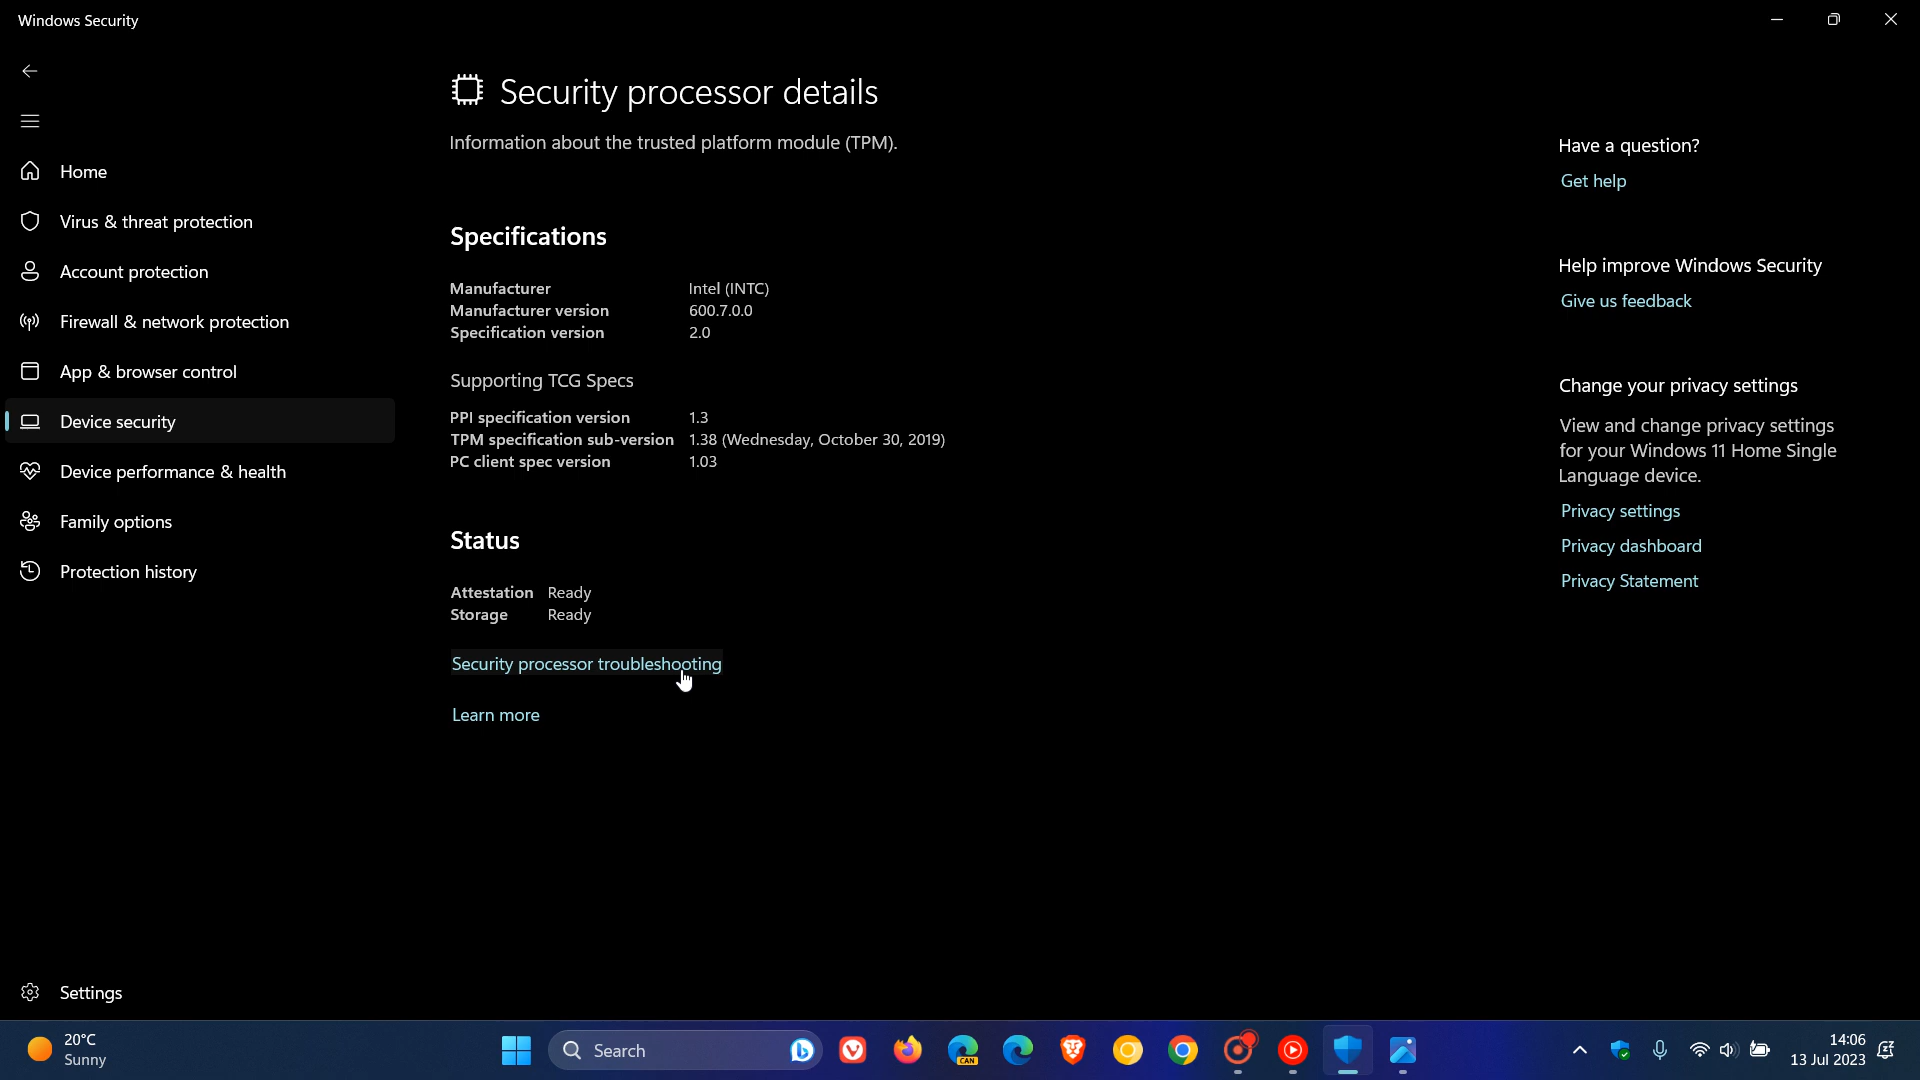 Windows Security
Home
Virus & threat protection
Account protection
Firewall & network protection
App & browser control
Device security
Device performance & health
Family options
Protection history
Settings
Security processor details
Information about the trusted platform module (TPM).
Specifications
Manufacturer Intel (INTC)
Manufacturer version 600.7.0.0
Specification version 2.0
Supporting TCG Specs
PPI specification version 1.3
TPM specification sub-version 1.38 (Wednesday, October 30, 2019)
PC client spec version 1.03
Status
Attestation Ready
Storage Ready
Security processor troubleshooting
Learn more
Have a question?
Get help
Help improve Windows Security
Give us feedback
Change your privacy settings
View and change privacy settings
for your Windows 11 Home Single
Language device.
Privacy settings
Privacy dashboard
Privacy Statement
20°C
Sunny
Search
CAN
14:06
13 Jul 2023